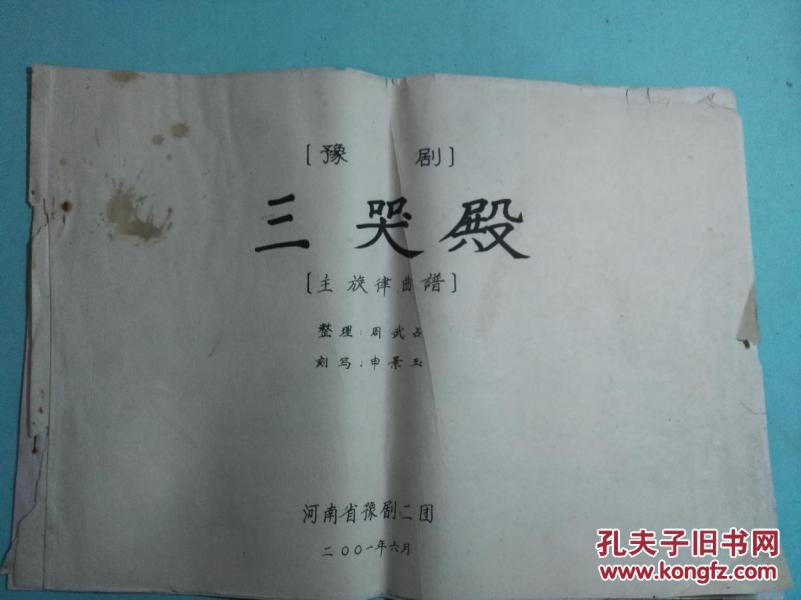 [豫 剧]
三哭殿
[主旋律曲譜]
整理:周武占
刻写:申景玉
河南省豫剧二团
二〇〇一年六月
孔夫子旧书网
www.kongfz.com